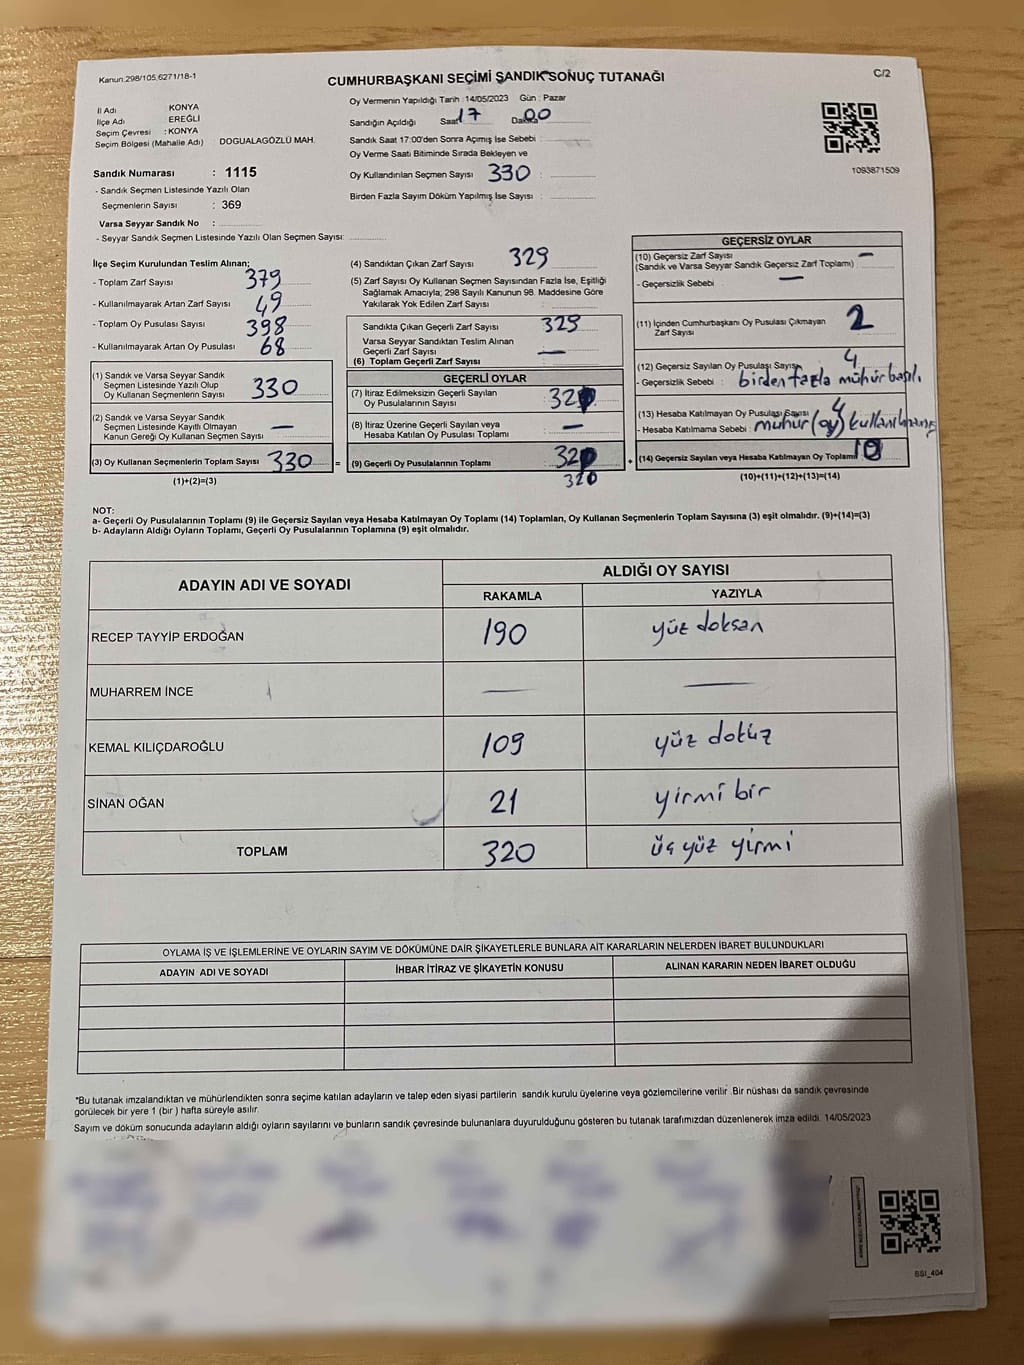 Kanun:298/105,6271/18-1
CUMHURBAŞKANI SEÇİMİ SANDIK SONUÇ TUTANAĞI
C/2
İl Adı KONYA
İlçe Adı EREĞLİ
Seçim Çevresi : KONYA
Seçim Bölgesi (Mahalle Adı) DOGUALAGÖZLÜ MAH.
Oy Vermenin Yapıldığı Tarih :14/05/2023 Gün : Pazar
Sandığın Açıldığı Saat 17 Dakika 00
Sandık Saat 17:00'den Sonra Açımış İse Sebebi :
Oy Verme Saati Bitiminde Sırada Bekleyen ve
Oy Kullandırılan Seçmen Sayısı 330 :
Birden Fazla Sayım Döküm Yapılmış İse Sayısı :
1093871509
Sandık Numarası : 1115
- Sandık Seçmen Listesinde Yazılı Olan
Seçmenlerin Sayısı : 369
Varsa Seyyar Sandık No :
- Seyyar Sandık Seçmen Listesinde Yazılı Olan Seçmen Sayısı:
İlçe Seçim Kurulundan Teslim Alınan;
- Toplam Zarf Sayısı 379
- Kullanılmayarak Artan Zarf Sayısı 49
- Toplam Oy Pusulası Sayısı 398
- Kullanılmayarak Artan Oy Pusulası 68
(1) Sandık ve Varsa Seyyar Sandık
Seçmen Listesinde Yazılı Olup
Oy Kullanan Seçmenlerin Sayısı 330
(2) Sandık ve Varsa Seyyar Sandık
Seçmen Listesinde Kayıtlı Olmayan
Kanun Gereği Oy Kullanan Seçmen Sayısı —
(3) Oy Kullanan Seçmenlerin Toplam Sayısı 330 =
(1)+(2)=(3)
(4) Sandıktan Çıkan Zarf Sayısı 329
(5) Zarf Sayısı Oy Kullanan Seçmen Sayısından Fazla İse, Eşitliği
Sağlamak Amacıyla; 298 Sayılı Kanunun 98. Maddesine Göre
Yakılarak Yok Edilen Zarf Sayısı
Sandıkta Çıkan Geçerli Zarf Sayısı 329
Varsa Seyyar Sandıktan Teslim Alınan
Geçerli Zarf Sayısı —
(6) Toplam Geçerli Zarf Sayısı
GEÇERLİ OYLAR
(7) İtiraz Edilmeksizin Geçerli Sayılan
Oy Pusulalarının Sayısı 320
(8) İtiraz Üzerine Geçerli Sayılan veya
Hesaba Katılan Oy Pusulası Toplamı —
(9) Geçerli Oy Pusulalarının Toplamı 320 +
320
GEÇERSİZ OYLAR
(10) Geçersiz Zarf Sayısı —
(Sandık ve Varsa Seyyar Sandık Geçersiz Zarf Toplamı)
- Geçersizlik Sebebi —
(11) İçinden Cumhurbaşkanı Oy Pusulası Çıkmayan
Zarf Sayısı 2
(12) Geçersiz Sayılan Oy Pusulası Sayısı 4
- Geçersizlik Sebebi : birden fazla mühür basılı
(13) Hesaba Katılmayan Oy Pusulası Sayısı 4
- Hesaba Katılmama Sebebi : mühür (oy)
(14) Geçersiz Sayılan veya Hesaba Katılmayan Oy Toplamı 10
(10)+(11)+(12)+(13)=(14)
NOT:
a- Geçerli Oy Pusulalarının Toplamı (9) ile Geçersiz Sayılan veya Hesaba Katılmayan Oy Toplamı (14) Toplamları, Oy Kullanan Seçmenlerin Toplam Sayısına (3) eşit olmalıdır. (9)+(14)=(3)
b- Adayların Aldığı Oyların Toplamı, Geçerli Oy Pusulalarının Toplamına (9) eşit olmalıdır.
ADAYIN ADI VE SOYADI
ALDIĞI OY SAYISI
RAKAMLA YAZIYLA
RECEP TAYYİP ERDOĞAN 190 yüz doksan
MUHARREM İNCE — —
KEMAL KILIÇDAROĞLU 109 yüz dokuz
SİNAN OĞAN 21 yirmi bir
TOPLAM 320 üç yüz yirmi
OYLAMA İŞ VE İŞLEMLERİNE VE OYLARIN SAYIM VE DÖKÜMÜNE DAİR ŞİKAYETLERLE BUNLARA AİT KARARLARIN NELERDEN İBARET BULUNDUKLARI
ADAYIN ADI VE SOYADI İHBAR İTİRAZ VE ŞİKAYETİN KONUSU ALINAN KARARIN NEDEN İBARET OLDUĞU
*Bu tutanak imzalandıktan ve mühürlendikten sonra seçime katılan adayların ve talep eden siyasi partilerin sandık kurulu üyelerine veya gözlemcilerine verilir .Bir nüshası da sandık çevresinde
görülecek bir yere 1 (bir ) hafta süreyle asılır.
Sayım ve döküm sonucunda adayların aldığı oyların sayılarını ve bunların sandık çevresinde bulunanlara duyurulduğunu gösteren bu tutanak tarafımızdan düzenlenerek imza edildi. 14/05/2023
BSI_404